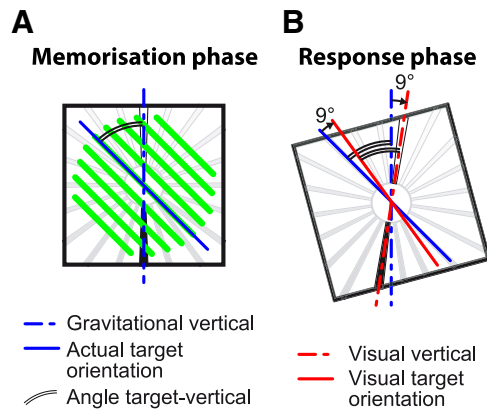 A
Memorisation phase
B
Response phase
9°
9°
Gravitational vertical
Actual target
orientation
Angle target-vertical
Visual vertical
Visual target
orientation